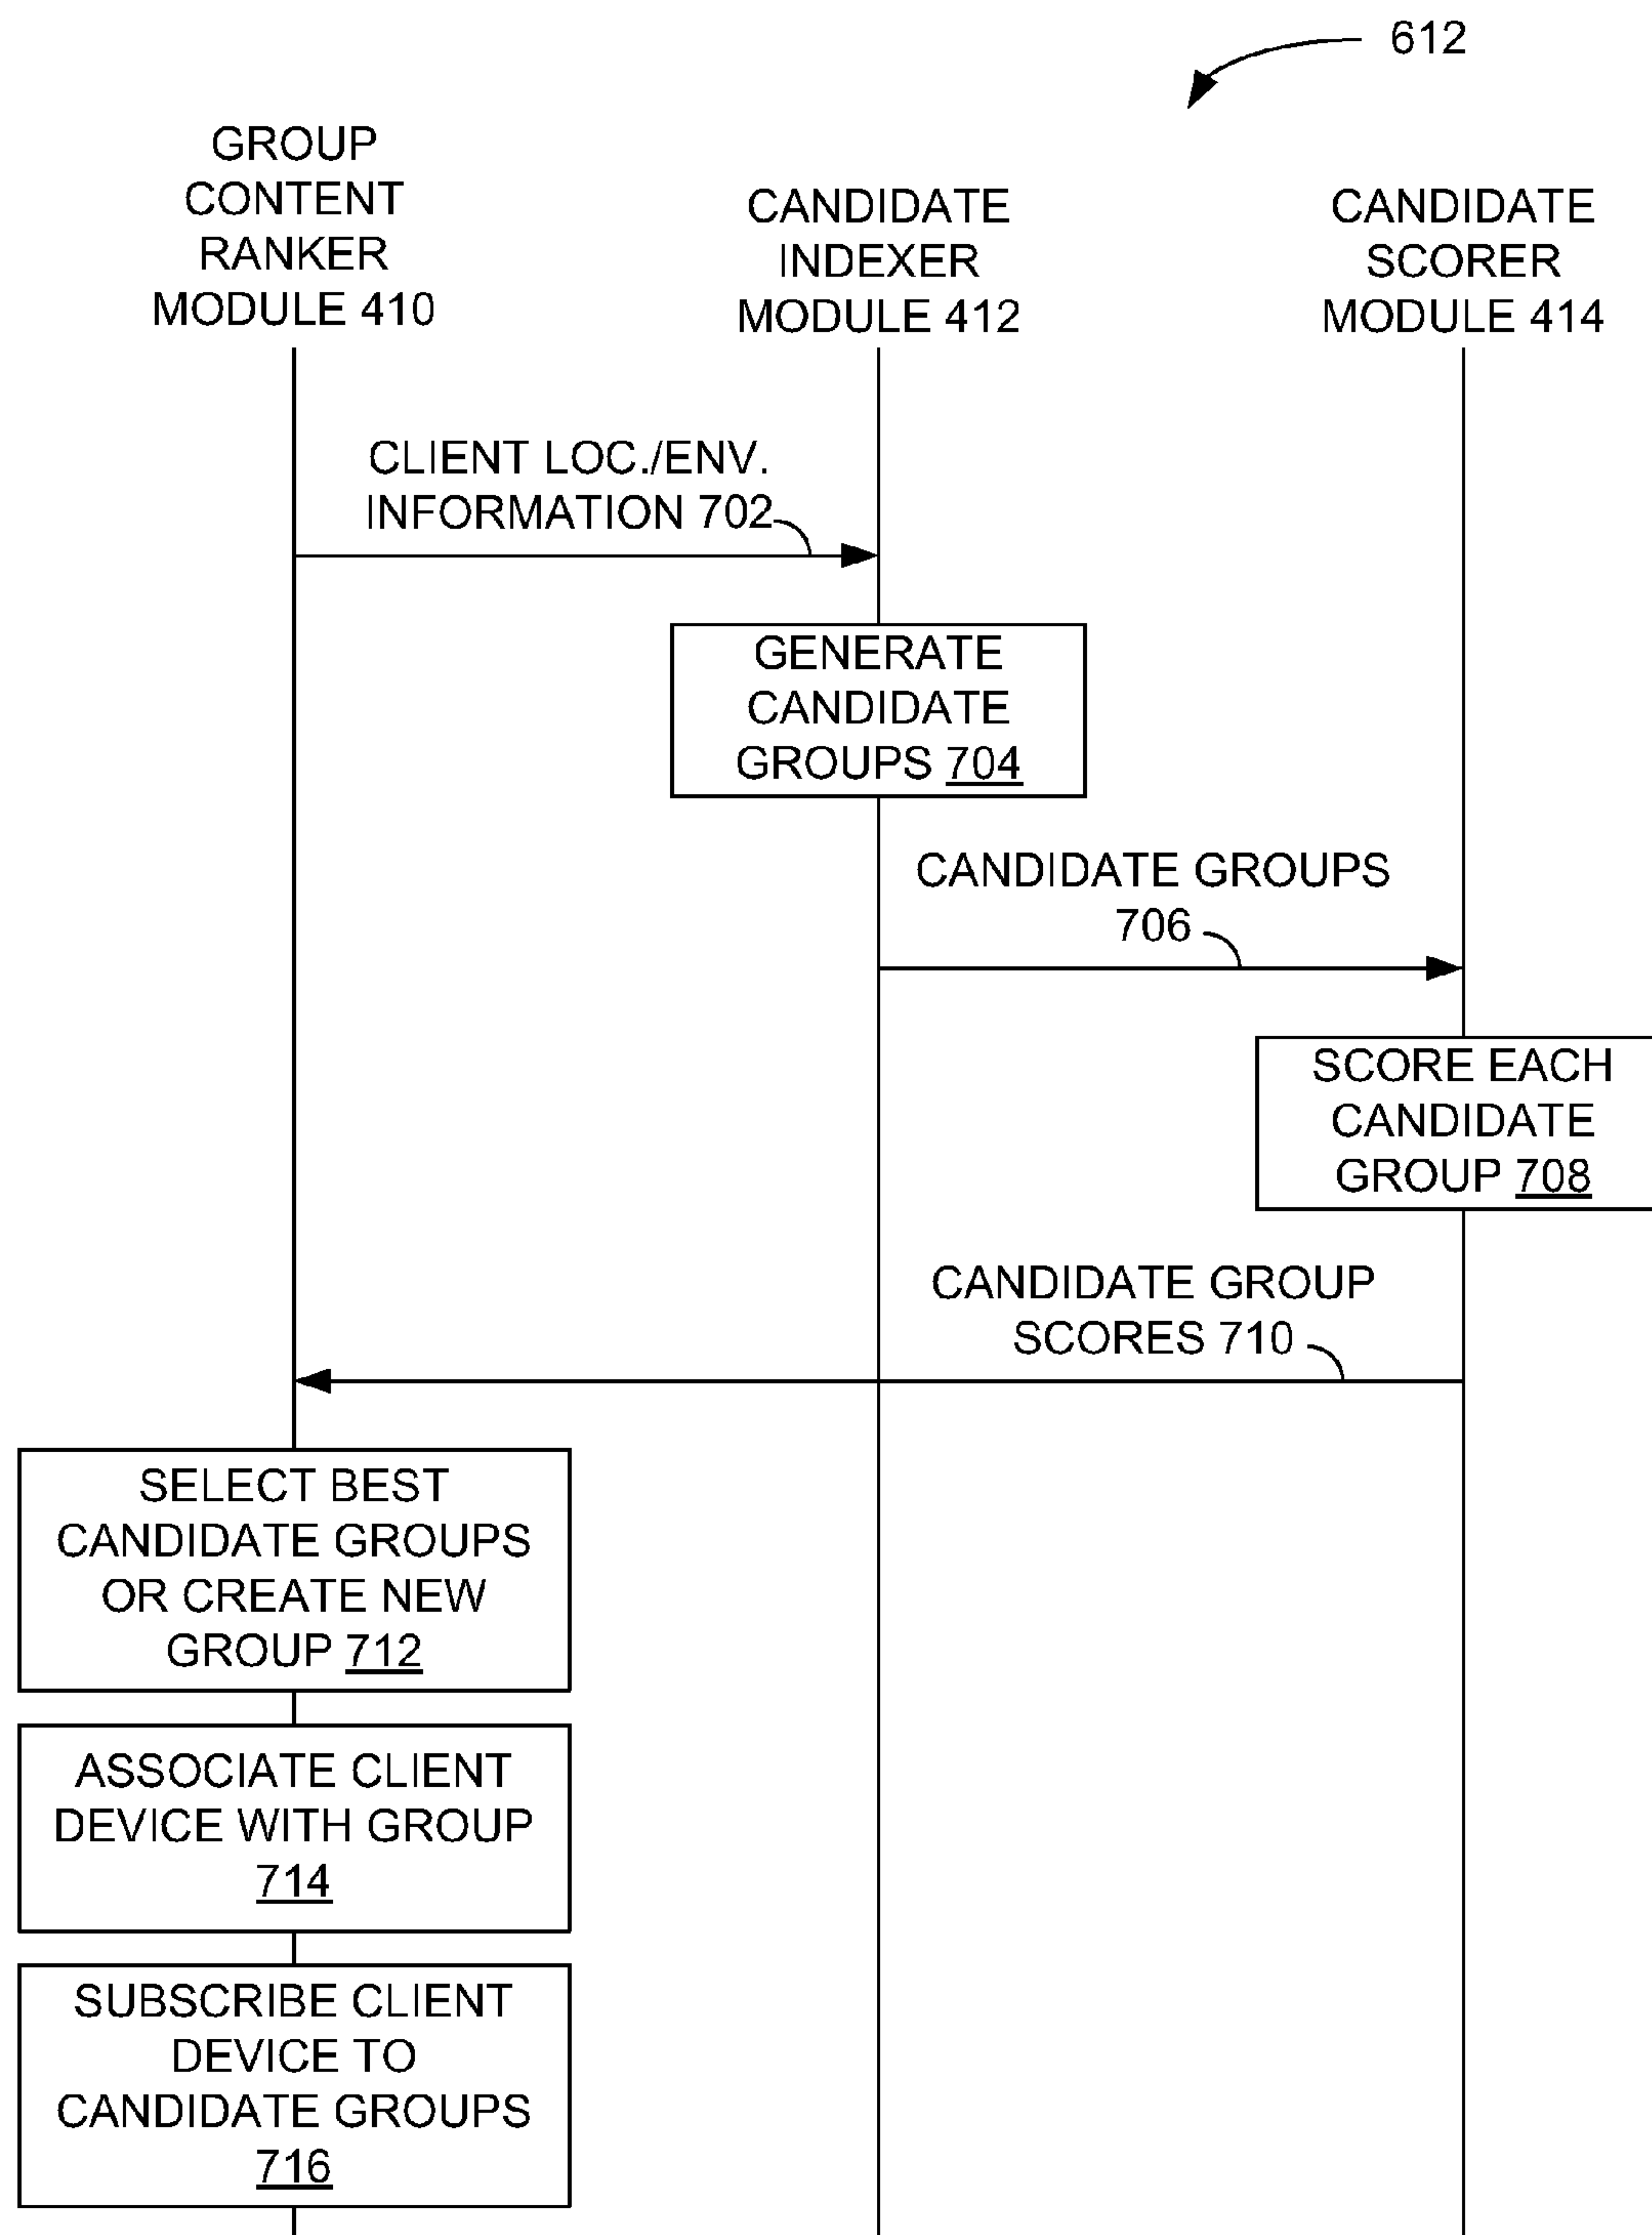 612
GROUP
CONTENT
RANKER
MODULE 410
CANDIDATE
INDEXER
MODULE 412
CANDIDATE
SCORER
MODULE 414
CLIENT LOC./ENV.
INFORMATION 702
GENERATE
CANDIDATE
GROUPS 704
CANDIDATE GROUPS
706
SCORE EACH
CANDIDATE
GROUP 708
CANDIDATE GROUP
SCORES 710
SELECT BEST
CANDIDATE GROUPS
OR CREATE NEW
GROUP 712
ASSOCIATE CLIENT
DEVICE WITH GROUP
714
SUBSCRIBE CLIENT
DEVICE TO
CANDIDATE GROUPS
716